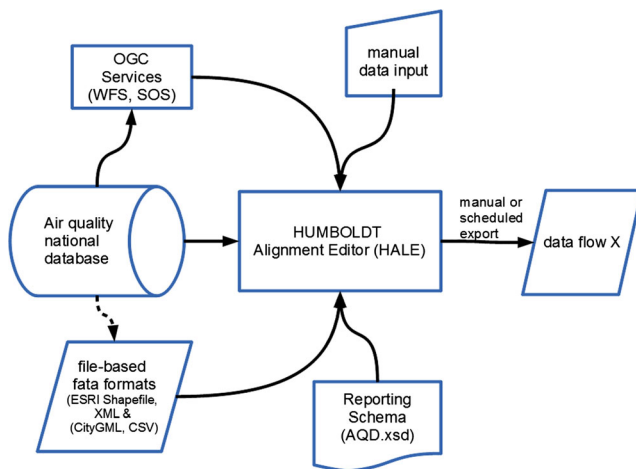 OGC
Services
(WFS, SOS)
manual
data input
Air quality
national
database
HUMBOLDT
Alignment Editor (HALE)
manual or
scheduled
export
data flow X
file-based
fata formats
(ESRI Shapefile,
XML &
(CityGML, CSV)
Reporting
Schema
(AQD.xsd)